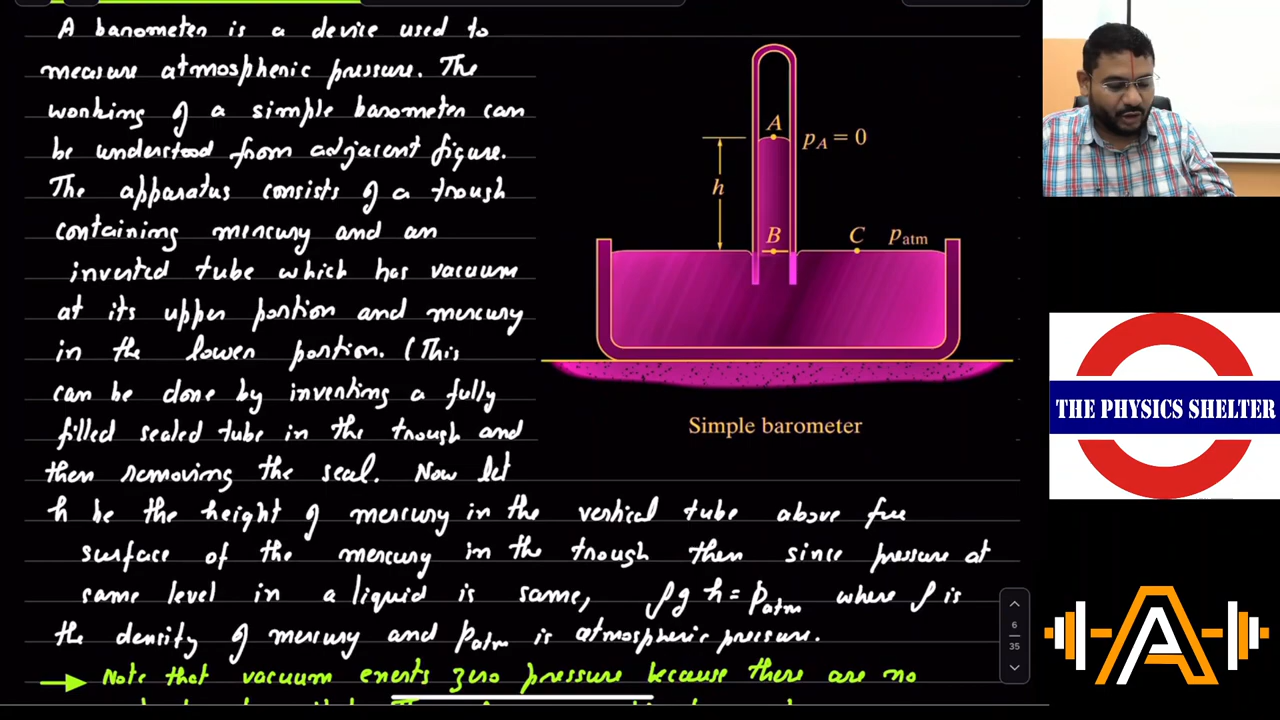 A barometer is a device used to
measure atmospheric pressure. The
working of a simple barometer can
be understood from adjacent figure.
The apparatus consists of a trough
containing mercury and an
inverted tube which has vacuum
at its upper portion and mercury
in the lower portion. (This
can be done by inverting a fully
filled sealed tube in the trough and
then removing the seal. Now let
h be the height of mercury in the vertical tube above free
surface of the mercury in the trough then since pressure at
same level in a liquid is same, ρgh = Patm where ρ is
the density of mercury and Patm is atmospheric pressure.
→ Note that vacuum exerts zero pressure because there are no
A
pA = 0
h
B
C patm
Simple barometer
6
35
THE PHYSICS SHELTER
A